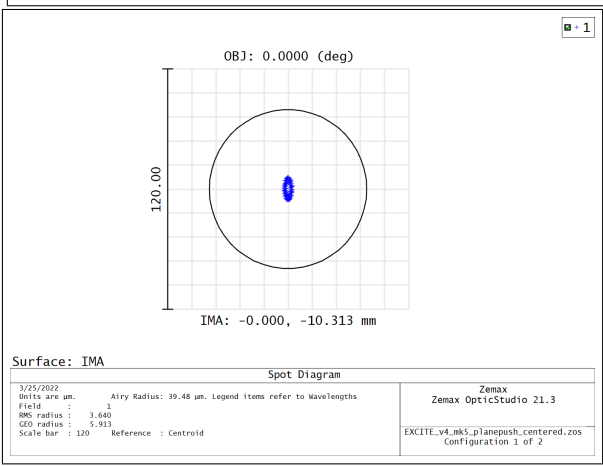 + 1
OBJ: 0.0000 (deg)
120.00
IMA: -0.000, -10.313 mm
Surface: IMA
Spot Diagram
3/25/2022
Units are µm. Airy Radius: 39.48 µm. Legend items refer to Wavelengths
Field : 1
RMS radius : 3.640
GEO radius : 5.913
Scale bar : 120 Reference : Centroid
Zemax
Zemax OpticStudio 21.3
EXCITE_v4_mk5_planepush_centered.zos
Configuration 1 of 2